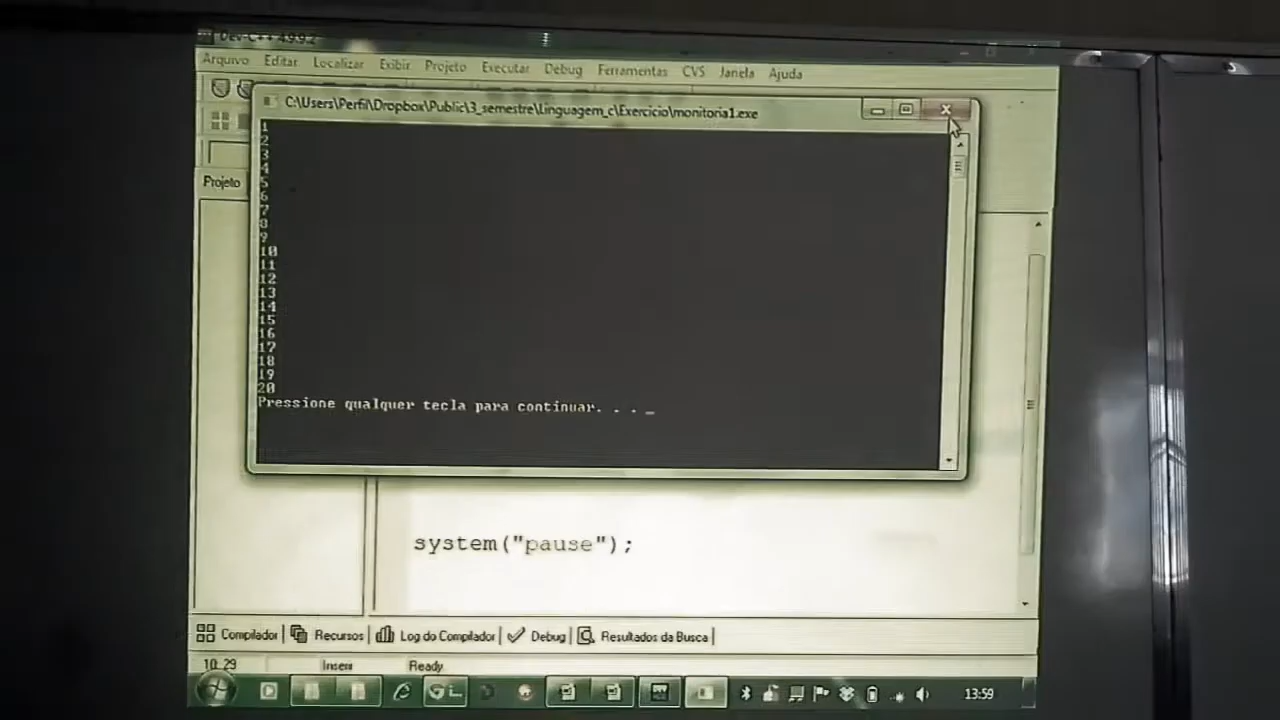 Dev-C++ 4.9.9.2
Arquivo Editar Localizar Exibir Projeto Executar Debug Ferramentas CVS Janela Ajuda
C:\Users\Perfil\Dropbox\Public\3_semestre\Linguagem_c\Exercicio\monitoria1.exe
1
2
3
4
5
6
7
8
9
10
11
12
13
14
15
16
17
18
19
20
Pressione qualquer tecla para continuar. . . _
Projeto
system("pause");
Compilador Recursos Log do Compilador Debug Resultados da Busca
10: 29 Inserir Ready
13:59